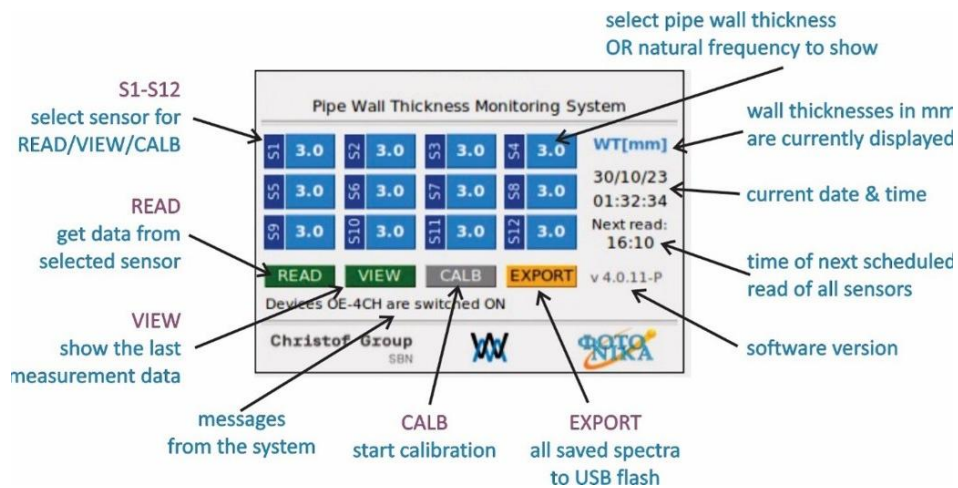 select pipe wall thickness
OR natural frequency to show
S1-S12
select sensor for
READ/VIEW/CALB
Pipe Wall Thickness Monitoring System
S1 3.0 S2 3.0 S3 3.0 S4 3.0 WT[mm]
wall thicknesses in mm
are currently displayed
S5 3.0 S6 3.0 S7 3.0 S8 3.0
30/10/23
01:32:34
current date & time
READ
get data from
selected sensor
S9 3.0 S10 3.0 S11 3.0 S12 3.0
Next read:
16:10
time of next scheduled
read of all sensors
READ VIEW CALB EXPORT v 4.0.11-P
Devices OE-4CH are switched ON
VIEW
show the last
measurement data
Christof Group
SBN
ФОТО
NIКА
software version
messages
from the system
CALB
start calibration
EXPORT
all saved spectra
to USB flash